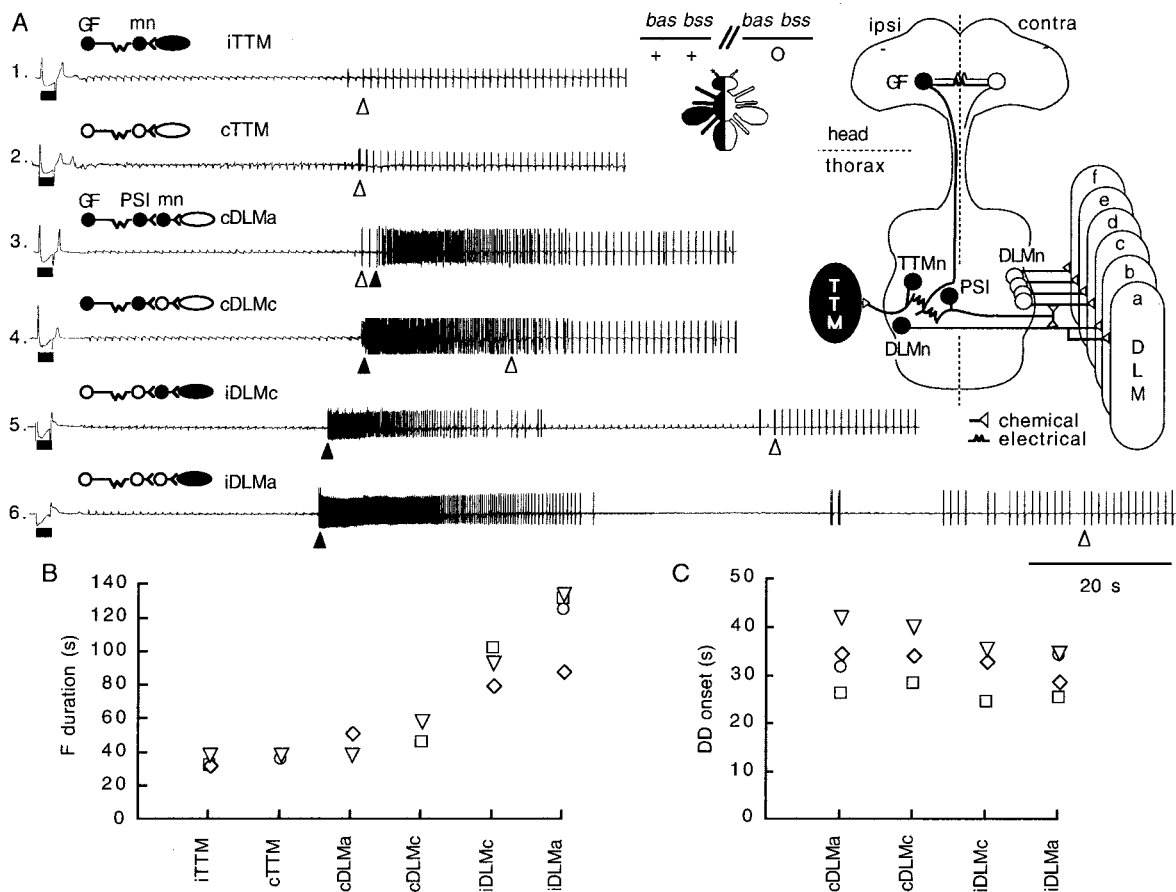 A
GF mn
iTTM
1.
cTTM
2.
GF PSI mn
cDLMa
3.
cDLMc
4.
iDLMc
5.
iDLMa
6.
20 s
bas bss // bas bss
+ + O
ipsi contra
GF
head
thorax
TTMn
PSI
DLMn
DLMn
TTM
f
e
d
c
b
a
DLM
chemical
electrical
B
F duration (s)
140
120
100
80
60
40
20
0
iTTM
cTTM
cDLMa
cDLMc
iDLMc
iDLMa
C
DD onset (s)
50
40
30
20
10
0
cDLMa
cDLMc
iDLMc
iDLMa